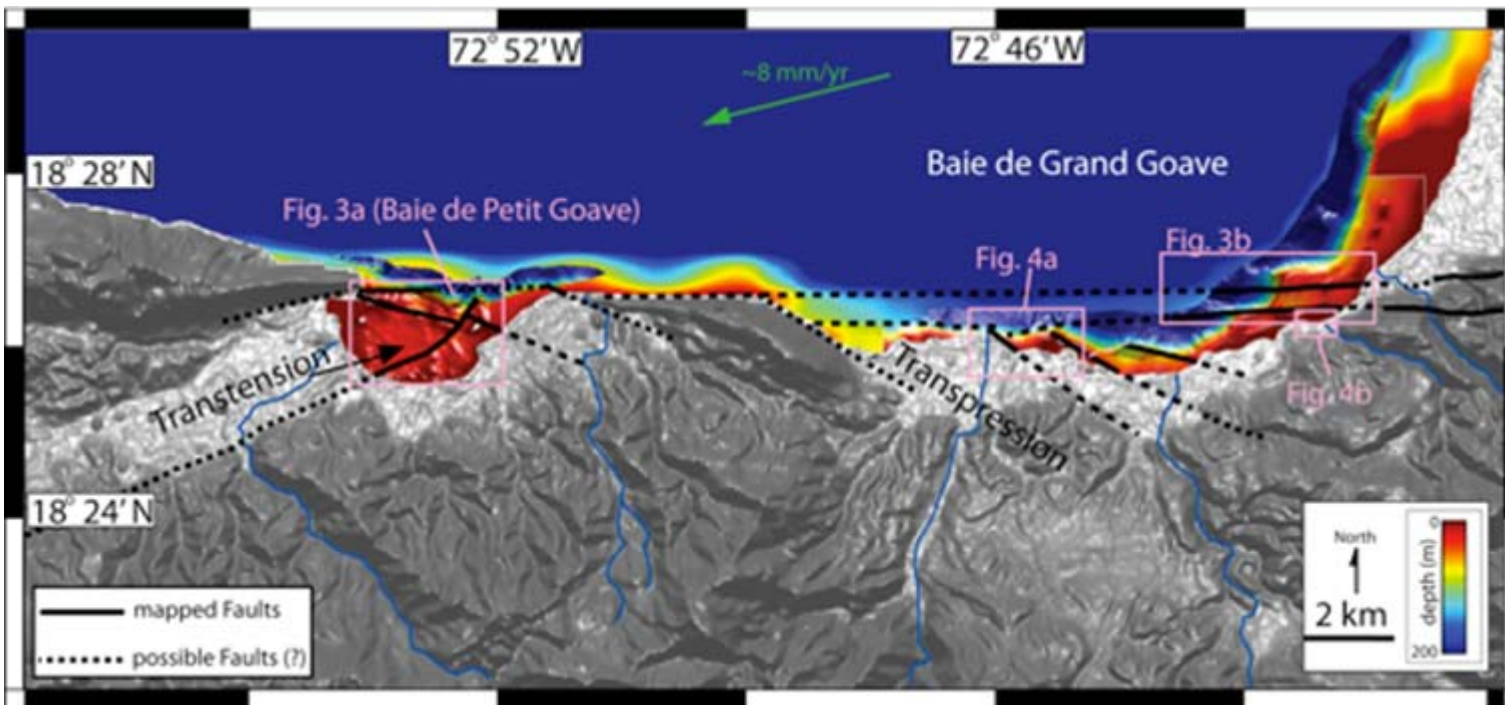 72° 52' W
72° 46' W
~8 mm/yr
18° 28' N
Baie de Grand Goave
Fig. 3a (Baie de Petit Goave)
Fig. 3b
Fig. 4a
Transtension
Transpression
Fig. 4b
18° 24' N
North
2 km
0
depth (m)
200
mapped Faults
possible Faults (?)